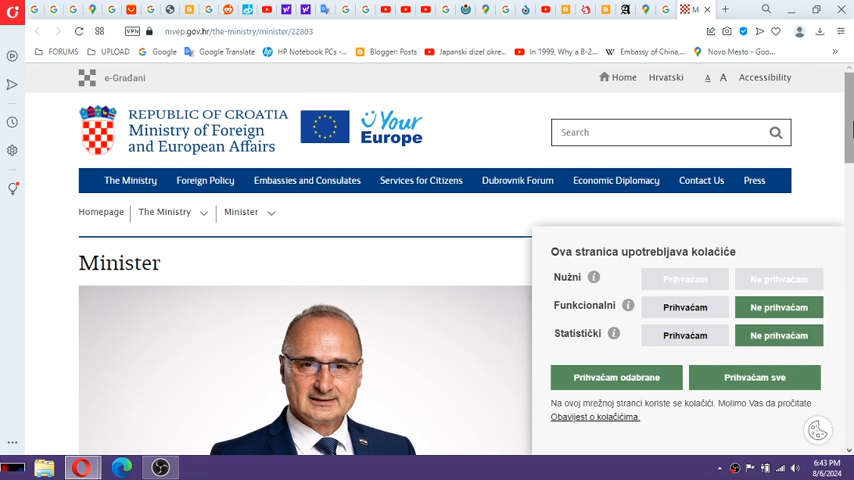 M
VPN
mvep.gov.hr/the-ministry/minister/22803
FORUMS
UPLOAD
Google
Google Translate
HP Notebook PCs -...
Blogger: Posts
Japanski dizel okre...
In 1999, Why a B-2...
Embassy of China,...
Novo Mesto - Goo...
e-Građani
Home
Hrvatski
A
A
Accessibility
REPUBLIC OF CROATIA
Ministry of Foreign
and European Affairs
Your
Europe
Search
The Ministry
Foreign Policy
Embassies and Consulates
Services for Citizens
Dubrovnik Forum
Economic Diplomacy
Contact Us
Press
Homepage
The Ministry
Minister
Minister
Ova stranica upotrebljava kolačiće
Nužni
Prihvaćam
Ne prihvaćam
Funkcionalni
Prihvaćam
Ne prihvaćam
Statistički
Prihvaćam
Ne prihvaćam
Prihvaćam odabrane
Prihvaćam sve
Na ovoj mrežnoj stranci koriste se kolačići. Molimo Vas da pročitate
Obavijest o kolačićima.
6:43 PM
8/6/2024